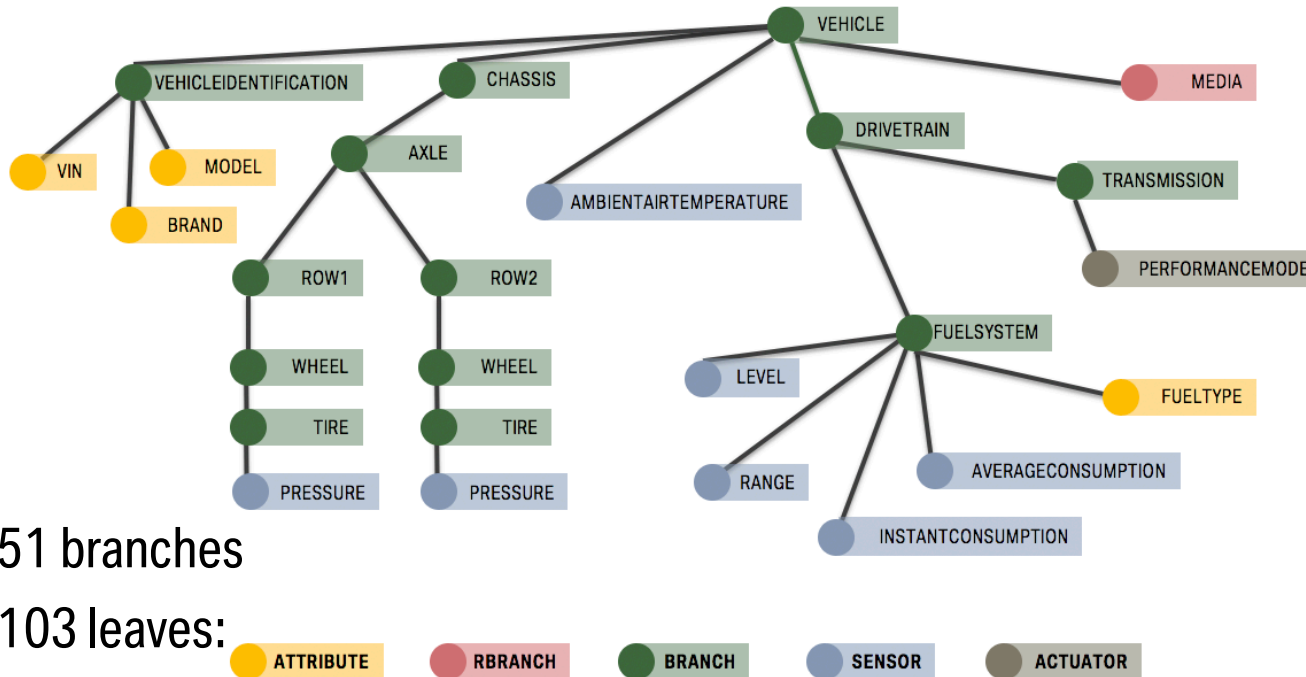 VEHICLE
VEHICLEIDENTIFICATION
CHASSIS
MEDIA
DRIVETRAIN
AXLE
VIN
MODEL
TRANSMISSION
AMBIENTAIRTEMPERATURE
BRAND
PERFORMANCEMODE
ROW1
ROW2
FUELSYSTEM
WHEEL
WHEEL
LEVEL
FUELTYPE
TIRE
TIRE
AVERAGECONSUMPTION
RANGE
PRESSURE
PRESSURE
INSTANTCONSUMPTION
51 branches
103 leaves:
ATTRIBUTE
RBRANCH
BRANCH
SENSOR
ACTUATOR